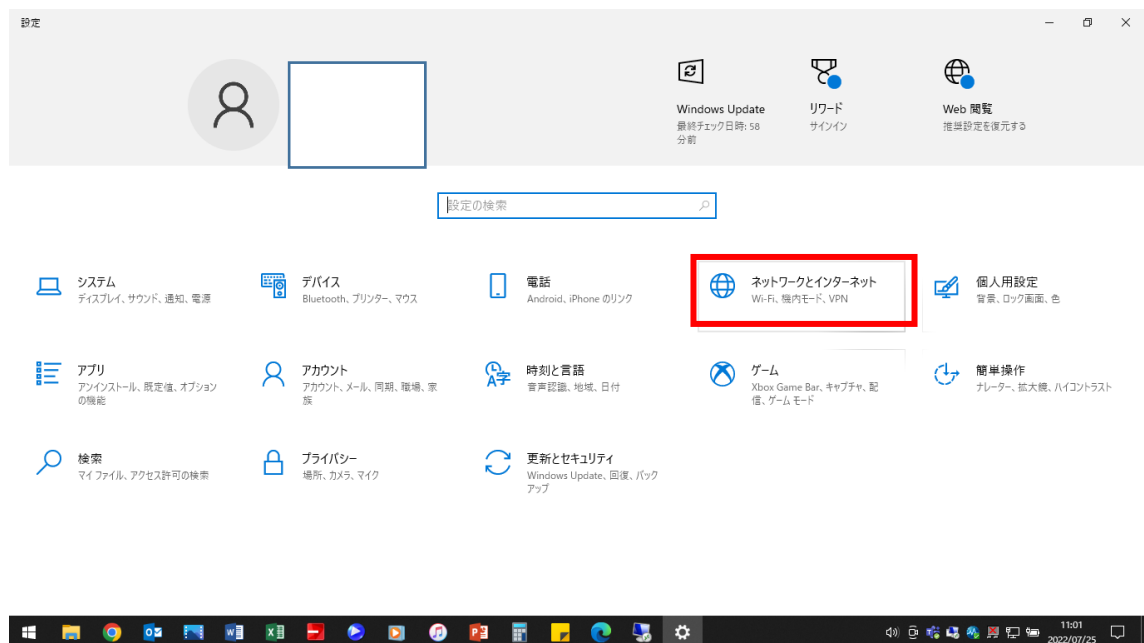 設定
Windows Update
最終チェック日時: 58
分前
リワード
サインイン
Web 閲覧
推奨設定を復元する
設定の検索
システム
ディスプレイ、サウンド、通知、電源
デバイス
Bluetooth、プリンター、マウス
電話
Android、iPhone のリンク
ネットワークとインターネット
Wi-Fi、機内モード、VPN
個人用設定
背景、ロック画面、色
アプリ
アンインストール、既定値、オプション
の機能
アカウント
アカウント、メール、同期、職場、家
族
時刻と言語
音声認識、地域、日付
ゲーム
Xbox Game Bar、キャプチャ、配
信、ゲーム モード
簡単操作
ナレーター、拡大鏡、ハイコントラスト
検索
マイ ファイル、アクセス許可の検索
プライバシー
場所、カメラ、マイク
更新とセキュリティ
Windows Update、回復、バック
アップ
11:01
2022/07/25